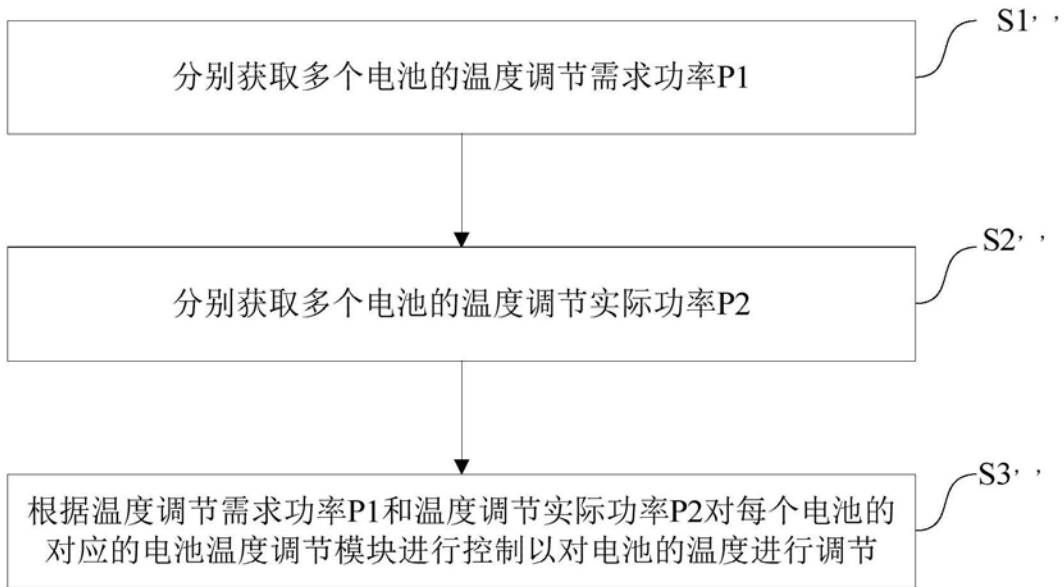 S1，，
分别获取多个电池的温度调节需求功率P1
S2，，
分别获取多个电池的温度调节实际功率P2
S3，，
根据温度调节需求功率P1和温度调节实际功率P2对每个电池的
对应的电池温度调节模块进行控制以对电池的温度进行调节